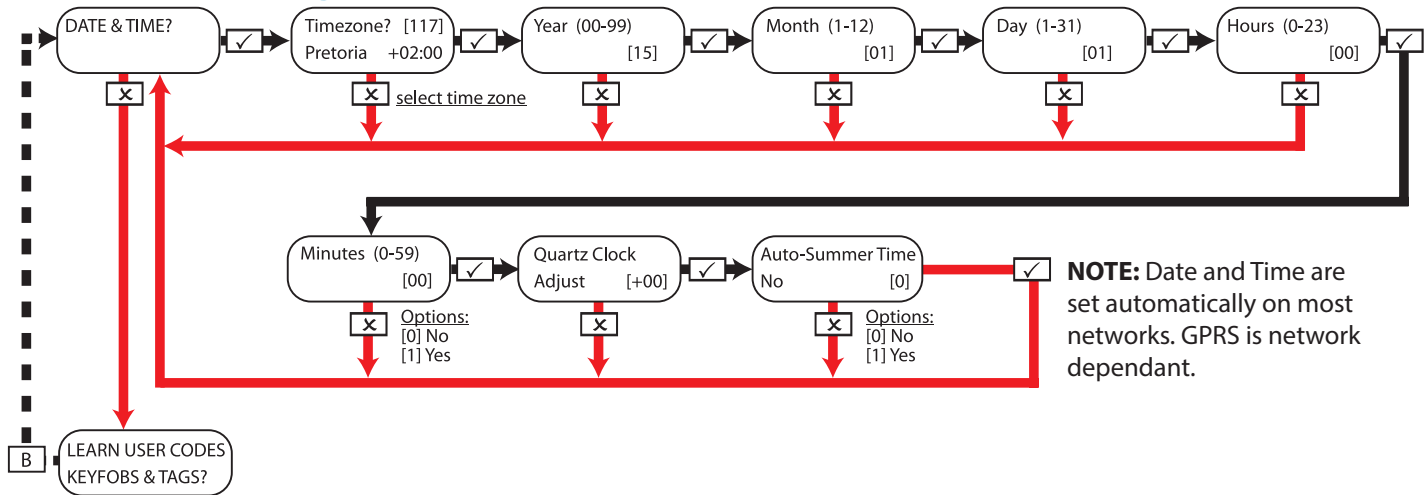 DATE & TIME?
✓
Timezone? [117]
Pretoria +02:00
✓
Year (00-99)
[15]
✓
Month (1-12)
[01]
✓
Day (1-31)
[01]
✓
Hours (0-23)
[00]
✓
x
x
select time zone
x
x
x
x
Minutes (0-59)
[00]
✓
Quartz Clock
Adjust [+00]
✓
Auto-Summer Time
No [0]
✓
x
Options:
[0] No
[1] Yes
x
x
Options:
[0] No
[1] Yes
NOTE: Date and Time are
set automatically on most
networks. GPRS is network
dependant.
B
LEARN USER CODES
KEYFOBS & TAGS?